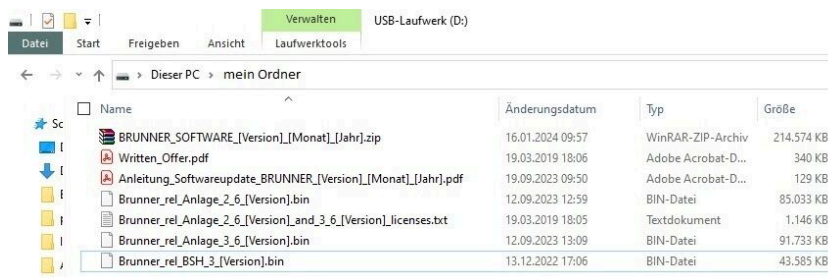 Verwalten USB-Laufwerk (D:)
Datei Start Freigeben Ansicht Laufwerktools
Dieser PC > mein Ordner
Name Änderungsdatum Typ Größe
BRUNNER_SOFTWARE_[Version]_[Monat]_[Jahr].zip 16.01.2024 09:57 WinRAR-ZIP-Archiv 214.574 KB
Written_Offer.pdf 19.03.2019 18:06 Adobe Acrobat-D... 340 KB
Anleitung_Softwareupdate_BRUNNER_[Version]_[Monat]_[Jahr].pdf 19.09.2023 09:50 Adobe Acrobat-D... 129 KB
Brunner_rel_Anlage_2_6_[Version].bin 12.09.2023 12:59 BIN-Datei 85.033 KB
Brunner_rel_Anlage_2_6_[Version]_and_3_6_[Version]_licenses.txt 19.03.2019 18:05 Textdokument 1.146 KB
Brunner_rel_Anlage_3_6_[Version].bin 12.09.2023 13:09 BIN-Datei 91.733 KB
Brunner_rel_BSH_3_[Version].bin 13.12.2022 17:06 BIN-Datei 43.585 KB